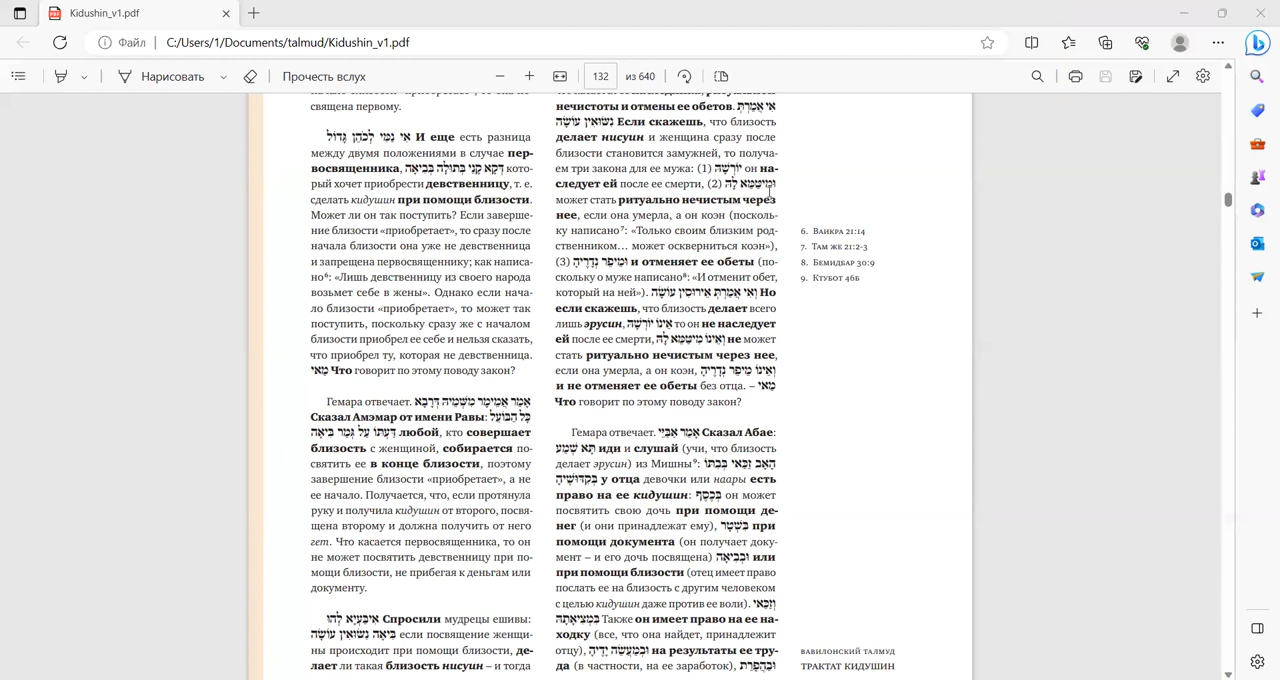 Kidushin_v1.pdf
Файл
C:/Users/1/Documents/talmud/Kidushin_v1.pdf
Нарисовать
Прочесть вслух
132 из 640
священа первому.
אִי נַמִּי לְכֹהֵן גָּדוֹל И еще есть разница
между двумя положениями в случае пер-
восвященника, דְּקָא קָנֵי בְּתוּלָה בְּבִיאָה кото-
рый хочет приобрести девственницу, т. е.
сделать кидушин при помощи близости.
Может ли он так поступить? Если заверше-
ние близости «приобретает», то сразу после
начала близости она уже не девственница
и запрещена первосвященнику; как написа-
но⁶: «Лишь девственницу из своего народа
возьмет себе в жены». Однако если нача-
ло близости «приобретает», то может так
поступить, поскольку сразу же с началом
близости приобрел ее себе и нельзя сказать,
что приобрел ту, которая не девственница.
מַאי Что говорит по этому поводу закон?
Гемара отвечает. אָמַר אַמֵימָר מִשְּׁמֵיהּ דְּרָבָא
Сказал Амэмар от имени Равы: כָּל הַבּוֹעֵל
דַּעְתּוֹ עַל גְּמַר בִּיאָה любой, кто совершает
близость с женщиной, собирается по-
святить ее в конце близости, поэтому
завершение близости «приобретает», а не
ее начало. Получается, что, если протянула
руку и получила кидушин от второго, посвя-
щена второму и должна получить от него
гет. Что касается первосвященника, то он
не может посвятить девственницу при по-
мощи близости, не прибегая к деньгам или
документу.
אִיבַּעְיָא לְהוּ Спросили мудрецы ешивы:
בִּיאָה נִשּׂוּאִין עוֹשָׂה если посвящение женщи-
ны происходит при помощи близости, де-
лает ли такая близость нисуин – и тогда
нечистоты и отмены ее обетов. אִי אָמְרַתְּ
נִשּׂוּאִין עוֹשָׂה Если скажешь, что близость
делает нисуин и женщина сразу после
близости становится замужней, то получа-
ем три закона для ее мужа: (1) יוֹרְשָׁהּ он на-
следует ей после ее смерти, (2) וּמִיטַּמֵּא לָהּ
может стать ритуально нечистым через
нее, если она умерла, а он коэн (посколь-
ку написано⁷: «Только своим близким род-
ственником… может оскверниться коэн»),
(3) וּמֵיפֵר נְדָרֶיהָ и отменяет ее обеты (по-
скольку о муже написано⁸: «И отменит обет,
который на ней»). וְאִי אָמְרַתְּ אֵירוּסִין עוֹשָׂה Но
если скажешь, что близость делает всего
лишь эрусин, אֵינוֹ יוֹרְשָׁהּ то он не наследует
ей после ее смерти, וְאֵינוֹ מִיטַּמֵּא לָהּ не может
стать ритуально нечистым через нее,
если она умерла, а он коэн, וְאֵינוֹ מֵיפֵר נְדָרֶיהָ
и не отменяет ее обеты без отца. – מַאי
Что говорит по этому поводу закон?
Гемара отвечает. אָמַר אַבַּיֵי Сказал Абае:
תָּא שְׁמַע иди и слушай (учи, что близость
делает эрусин) из Мишны⁹: הָאָב זַכַּאי בְּבִתּוֹ
בְּקִדּוּשֶׁיהָ у отца девочки или наары есть
право на ее кидушин: בְּכֶסֶף он может
посвятить свою дочь при помощи де-
нег (и они принадлежат ему), בִּשְׁטָר при
помощи документа (он получает доку-
мент – и его дочь посвящена) וּבְבִיאָה или
при помощи близости (отец имеет право
послать ее на близость с другим человеком
с целью кидушин даже против ее воли). וְזַכַּאי
בִּמְצִיאָתָהּ Также он имеет право на ее на-
ходку (все, что она найдет, принадлежит
отцу), וּבְמַעֲשֵׂה יָדֶיהָ на результаты ее тру-
да (в частности, на ее заработок), וּבַהֲפָרַת
6. Ваикра 21:14
7. Там же 21:2-3
8. Бемидбар 30:9
9. Ктубот 46б
ВАВИЛОНСКИЙ ТАЛМУД
ТРАКТАТ КИДУШИН